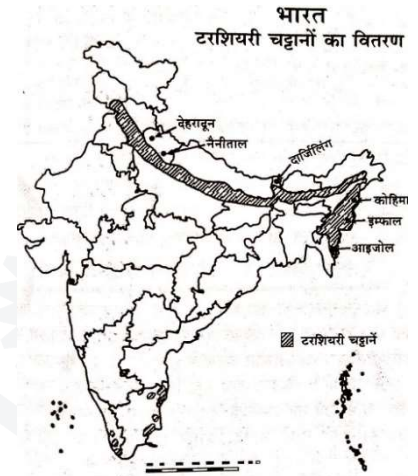 भारत
टरशियरी चट्टानों का वितरण
देहरादून
नैनीताल
दार्जिलिंग
कोहिमा
इम्फाल
आइजोल
टरशियरी चट्टानें